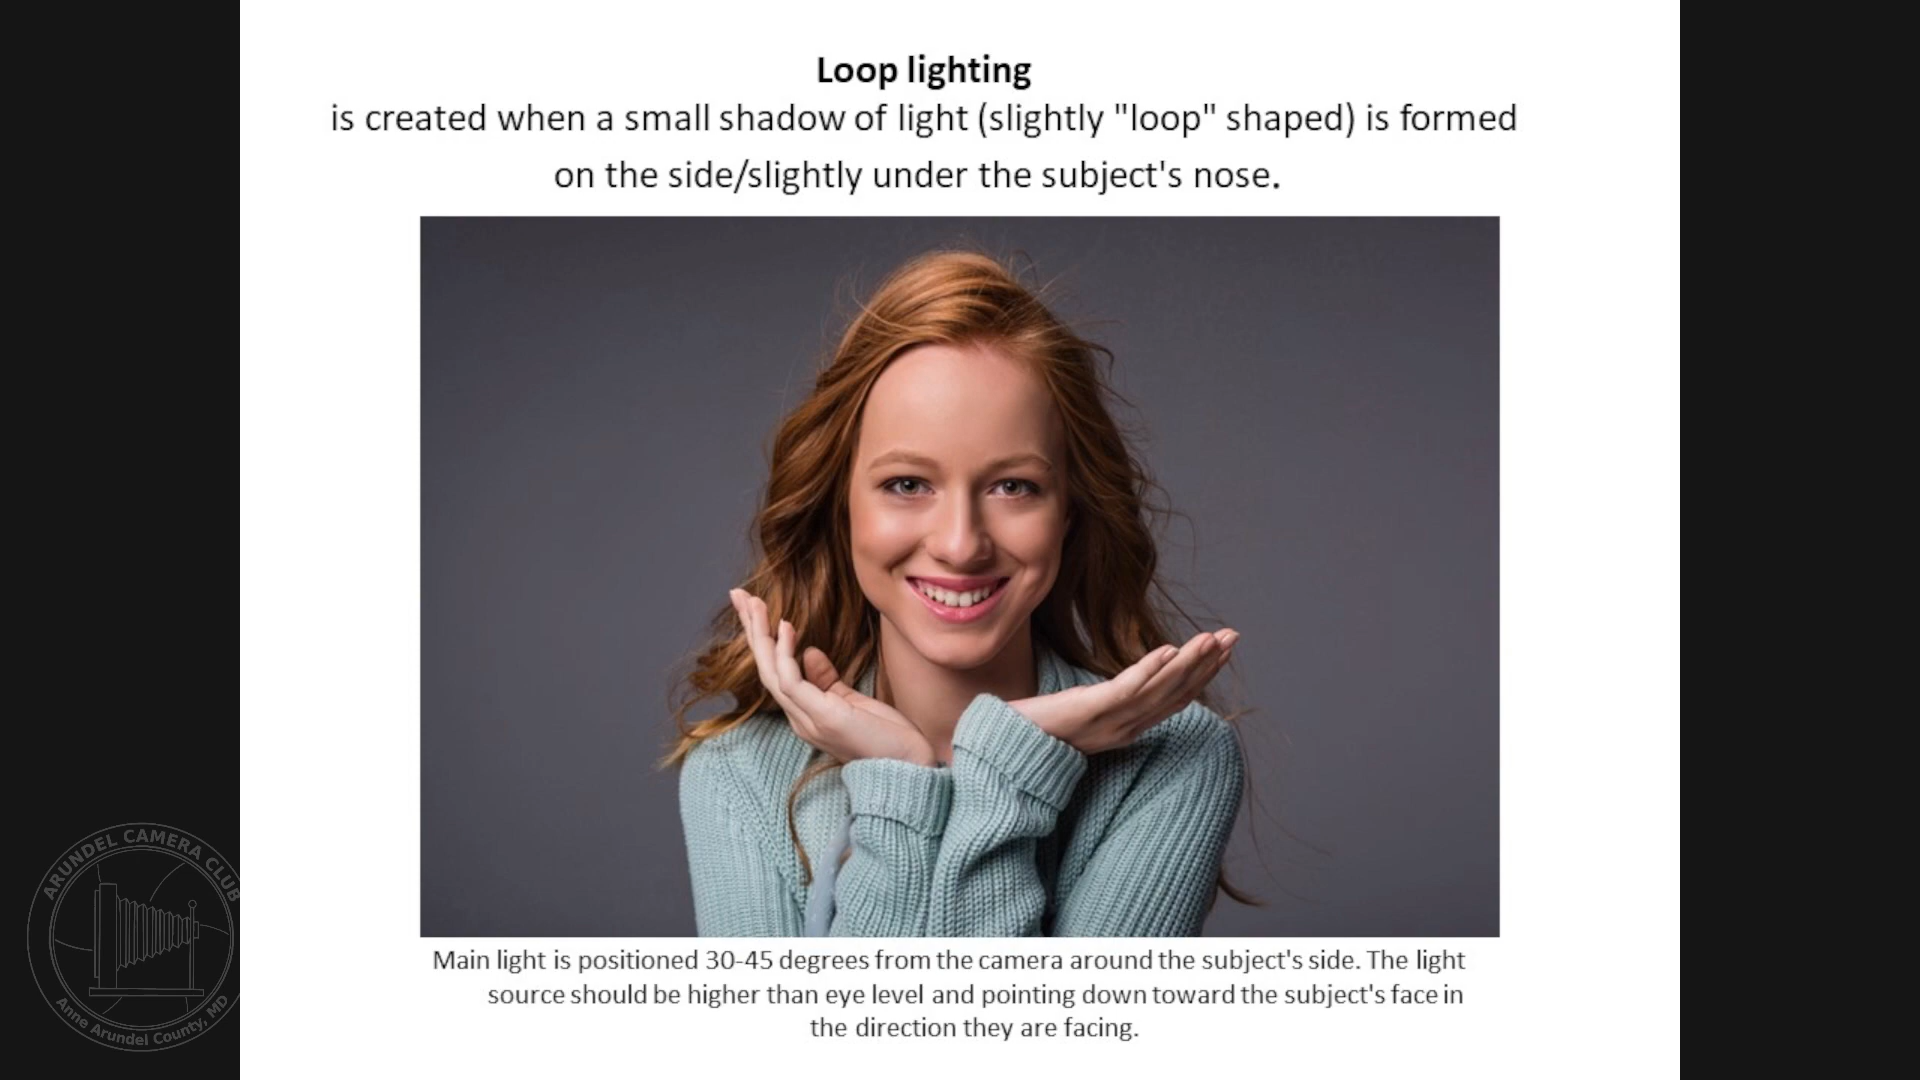 Loop lighting
is created when a small shadow of light (slightly "loop" shaped) is formed
on the side/slightly under the subject's nose.
Main light is positioned 30-45 degrees from the camera around the subject's side. The light
source should be higher than eye level and pointing down toward the subject's face in
the direction they are facing.
ARUNDEL CAMERA CLUB
Anne Arundel County, MD